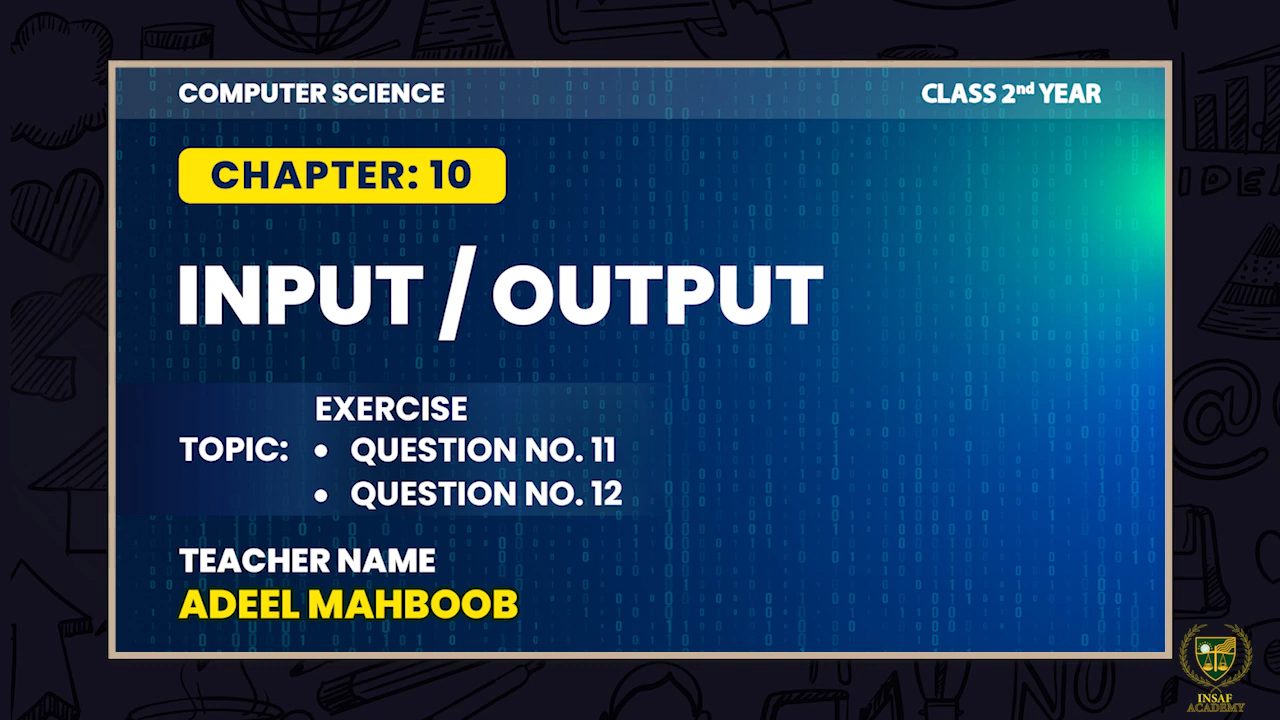 COMPUTER SCIENCE
CLASS 2nd YEAR
CHAPTER: 10
INPUT / OUTPUT
EXERCISE
TOPIC: • QUESTION NO. 11
• QUESTION NO. 12
TEACHER NAME
ADEEL MAHBOOB
IDEA
INSAF
ACADEMY